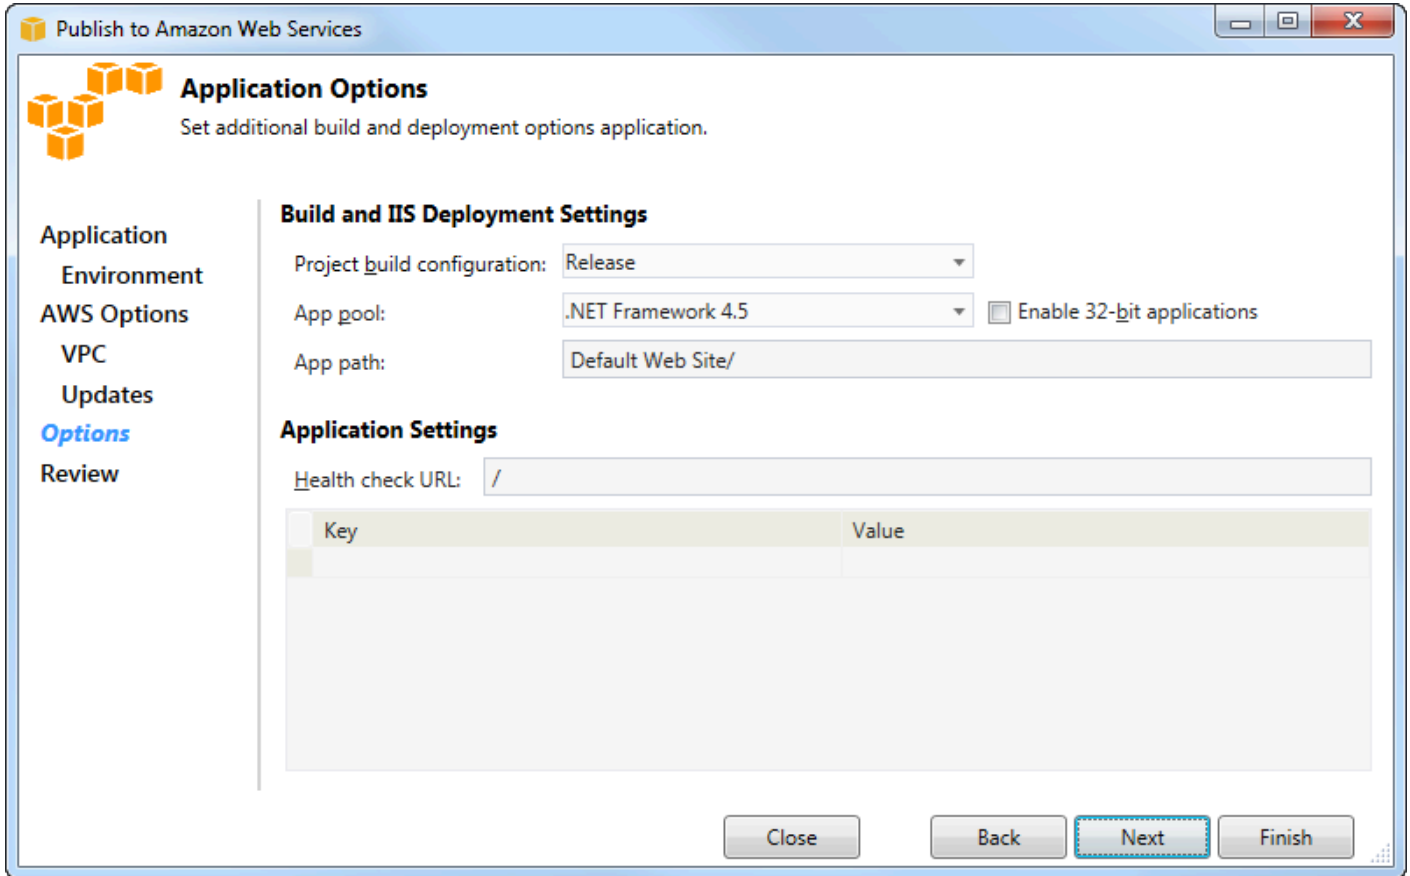 Publish to Amazon Web Services
Application Options
Set additional build and deployment options application.
Application
Environment
AWS Options
VPC
Updates
Options
Review
Build and IIS Deployment Settings
Project build configuration: Release
App pool: .NET Framework 4.5 Enable 32-bit applications
App path: Default Web Site/
Application Settings
Health check URL: /
Key Value
Close Back Next Finish